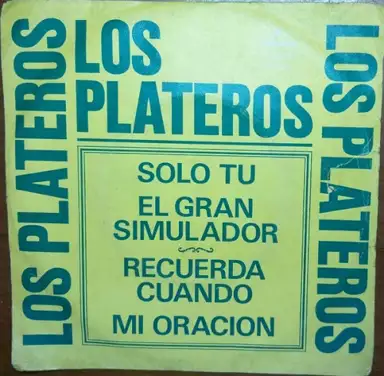 LOS PLATEROS
LOS
PLATEROS
LOS PLATEROS
SOLO TU
EL GRAN
SIMULADOR
RECUERDA
CUANDO
MI ORACION